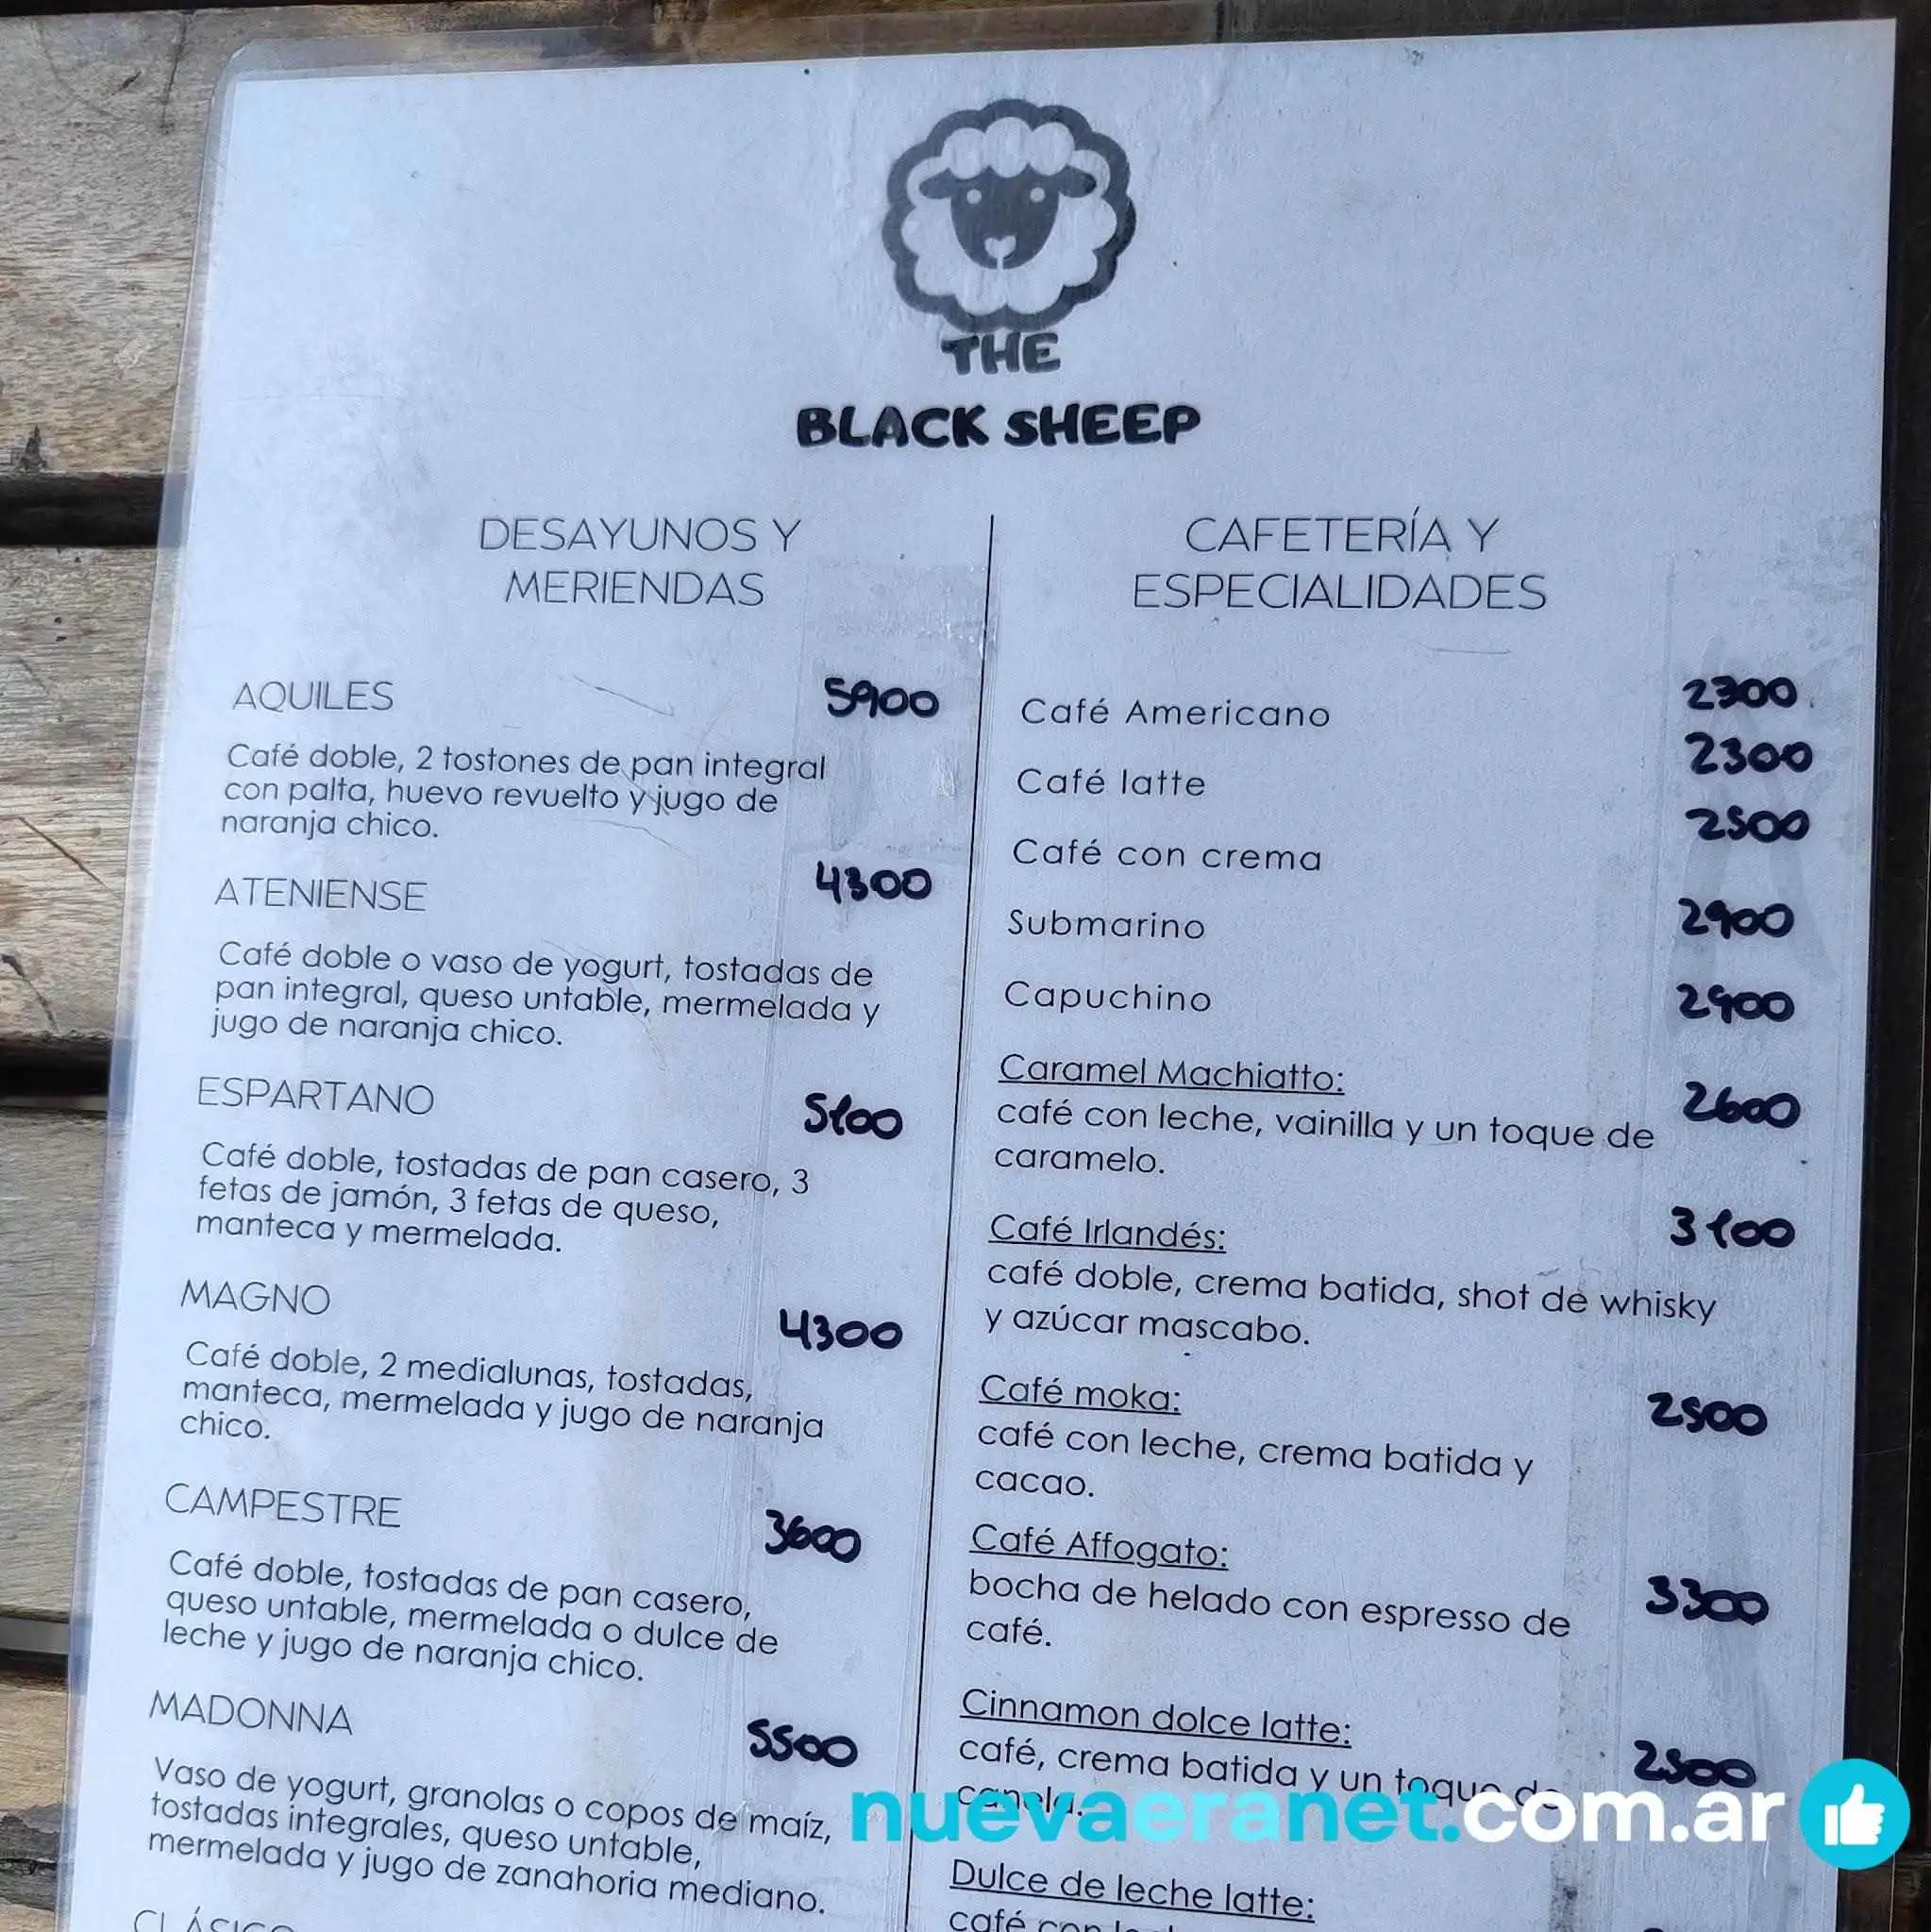 THE
BLACK SHEEP
DESAYUNOS Y
MERIENDAS
AQUILES 5900
Café doble, 2 tostones de pan integral
con palta, huevo revuelto y jugo de
naranja chico.
ATENIENSE 4300
Café doble o vaso de yogurt, tostadas de
pan integral, queso untable, mermelada y
jugo de naranja chico.
ESPARTANO 5100
Café doble, tostadas de pan casero, 3
fetas de jamón, 3 fetas de queso,
manteca y mermelada.
MAGNO 4300
Café doble, 2 medialunas, tostadas,
manteca, mermelada y jugo de naranja
chico.
CAMPESTRE 3600
Café doble, tostadas de pan casero,
queso untable, mermelada o dulce de
leche y jugo de naranja chico.
MADONNA 5500
Vaso de yogurt, granolas o copos de maíz,
tostadas integrales, queso untable,
mermelada y jugo de zanahoria mediano.
CLÁSICO
CAFETERÍA Y
ESPECIALIDADES
Café Americano 2300
Café latte 2300
Café con crema 2500
Submarino 2900
Capuchino 2900
Caramel Machiatto: 2600
café con leche, vainilla y un toque de
caramelo.
Café Irlandés: 3100
café doble, crema batida, shot de whisky
y azúcar mascabo.
Café moka: 2500
café con leche, crema batida y
cacao.
Café Affogato: 3300
bocha de helado con espresso de
café.
Cinnamon dolce latte: 2500
café, crema batida y un toque de
canela.
Dulce de leche latte:
café con
nuevaeranet.com.ar